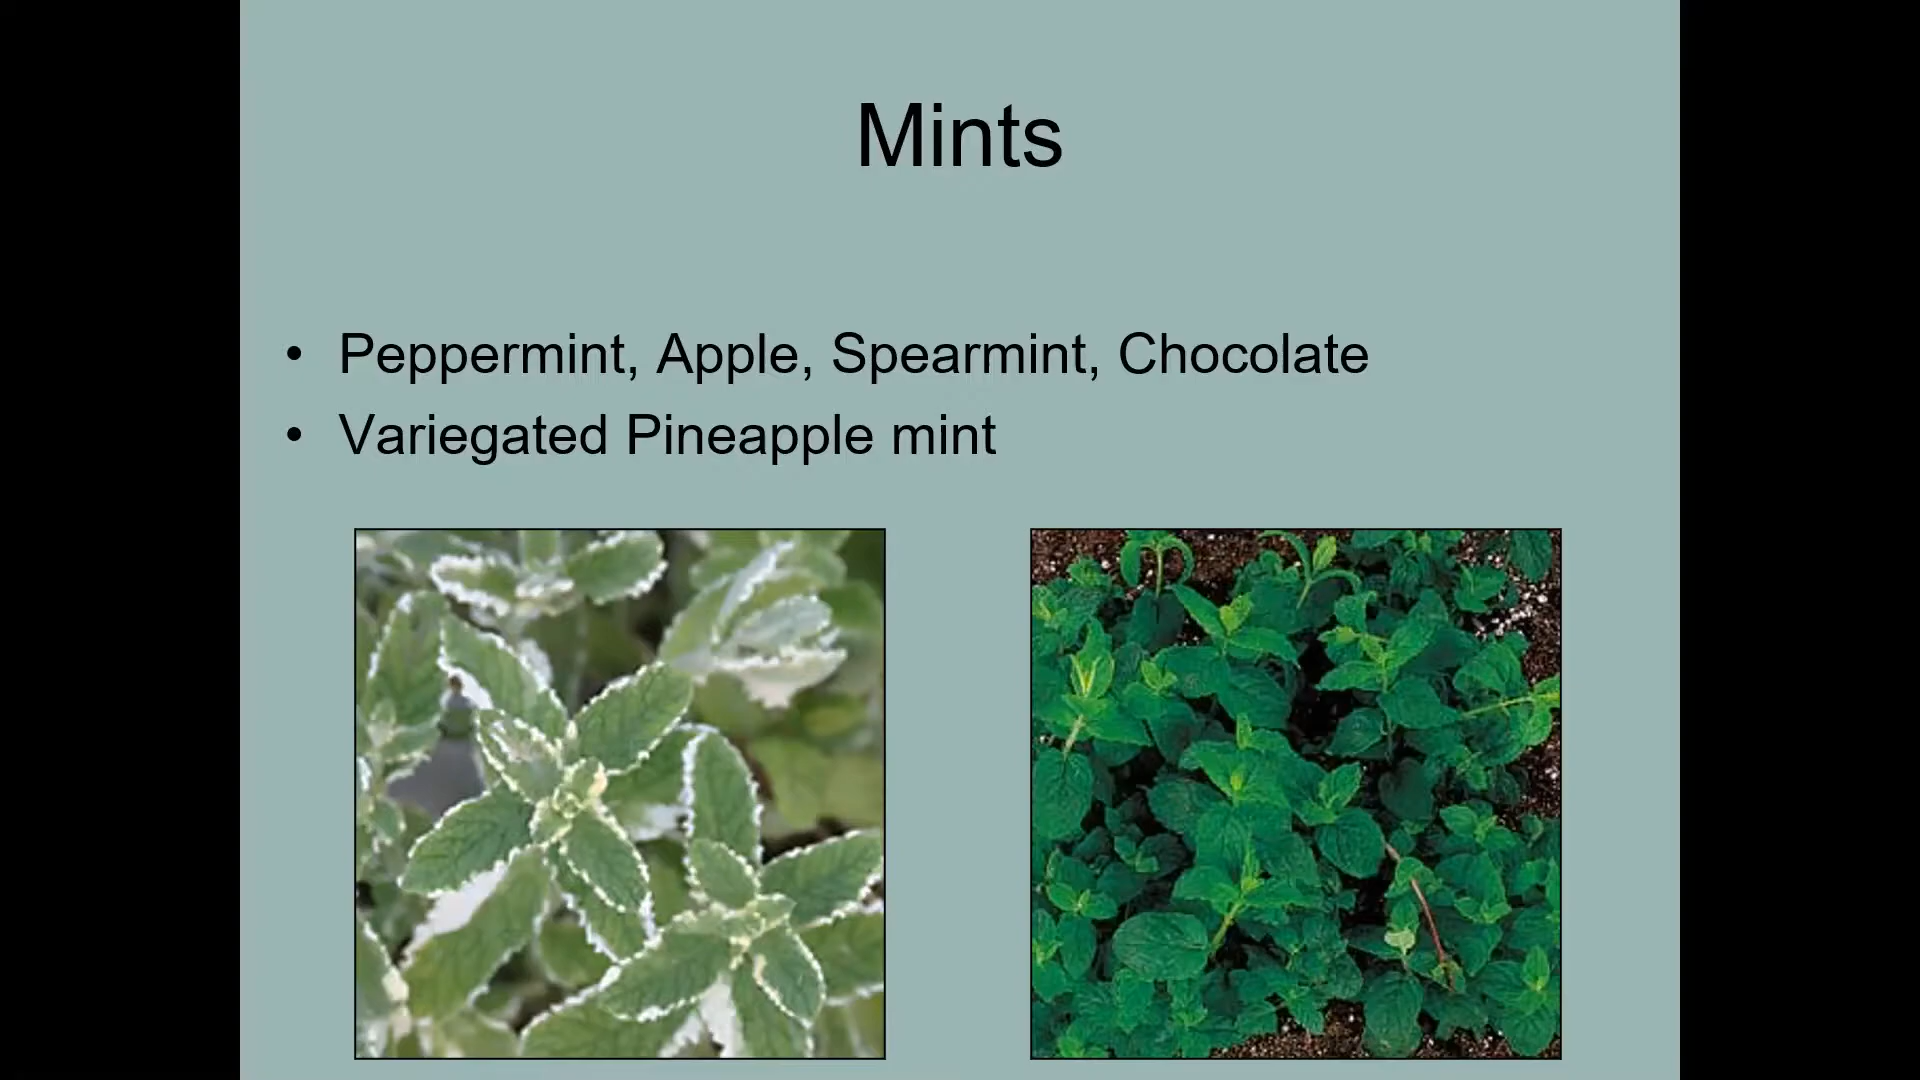 Mints
• Peppermint, Apple, Spearmint, Chocolate
• Variegated Pineapple mint